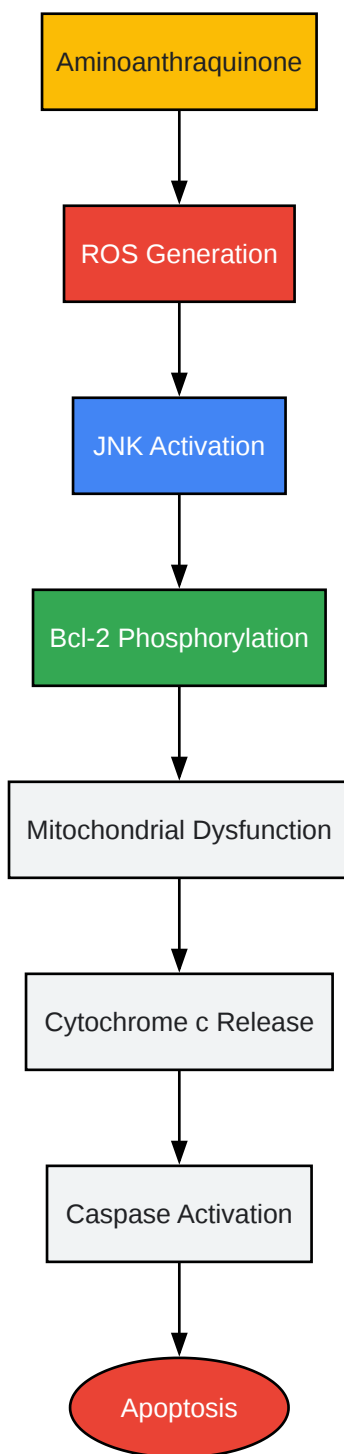 Aminoanthraquinone
ROS Generation
JNK Activation
Bcl-2 Phosphorylation
Mitochondrial Dysfunction
Cytochrome c Release
Caspase Activation
Apoptosis